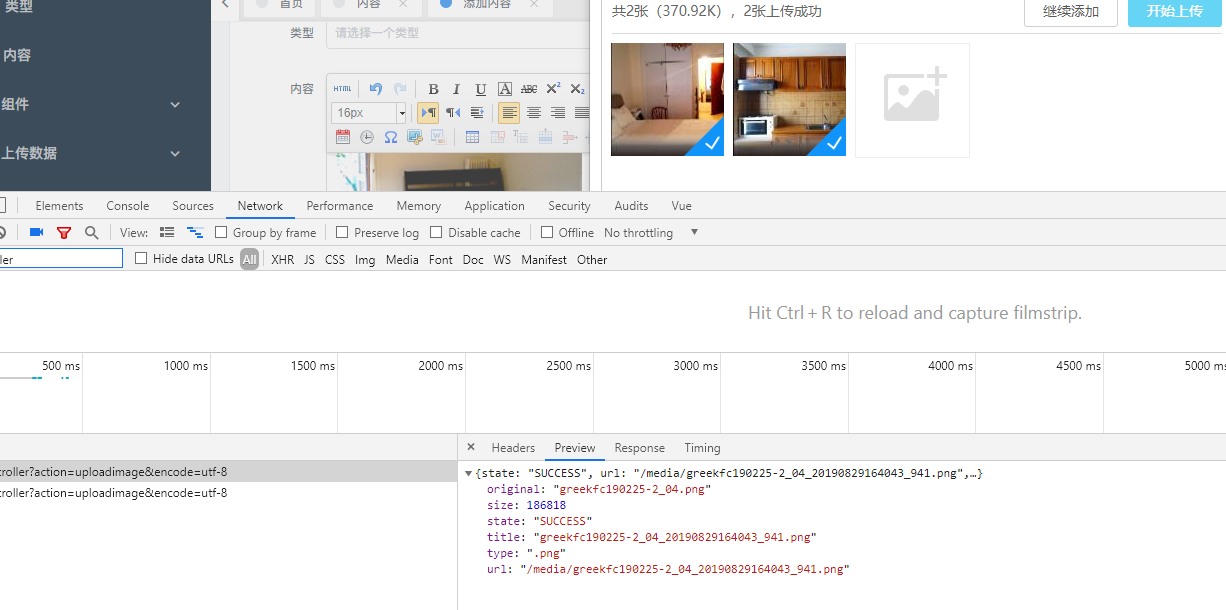 类型
内容
组件
上传数据
首页
内容
添加内容
类型
请选择一个类型
内容
HTML
B I U A ABC X² X₂
16px
共2张（370.92K），2张上传成功
继续添加
开始上传
Elements Console Sources Network Performance Memory Application Security Audits Vue
View: Group by frame Preserve log Disable cache Offline No throttling
ler Hide data URLs All XHR JS CSS Img Media Font Doc WS Manifest Other
Hit Ctrl + R to reload and capture filmstrip.
500 ms 1000 ms 1500 ms 2000 ms 2500 ms 3000 ms 3500 ms 4000 ms 4500 ms 5000 ms
Headers Preview Response Timing
troller?action=uploadimage&encode=utf-8
troller?action=uploadimage&encode=utf-8
{state: "SUCCESS", url: "/media/greekfc190225-2_04_20190829164043_941.png",…}
original: "greekfc190225-2_04.png"
size: 186818
state: "SUCCESS"
title: "greekfc190225-2_04_20190829164043_941.png"
type: ".png"
url: "/media/greekfc190225-2_04_20190829164043_941.png"